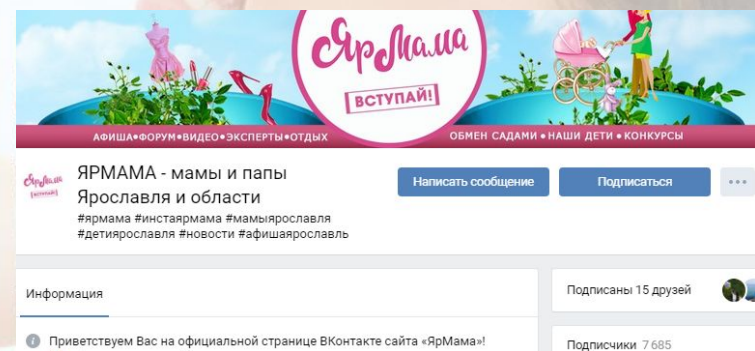 ЯрМама
ВСТУПАЙ!
АФИША•ФОРУМ•ВИДЕО•ЭКСПЕРТЫ•ОТДЫХ
ОБМЕН САДАМИ • НАШИ ДЕТИ • КОНКУРСЫ
ЯрМама
ВСТУПАЙ!
ЯРМАМА - мамы и папы
Ярославля и области
#ярмама #инстаярмама #мамыярославля
#детиярославля #новости #афишаярославль
Написать сообщение
Подписаться
Информация
Подписаны 15 друзей
Приветствуем Вас на официальной странице ВКонтакте сайта «ЯрМама»!
Подписчики 7 685